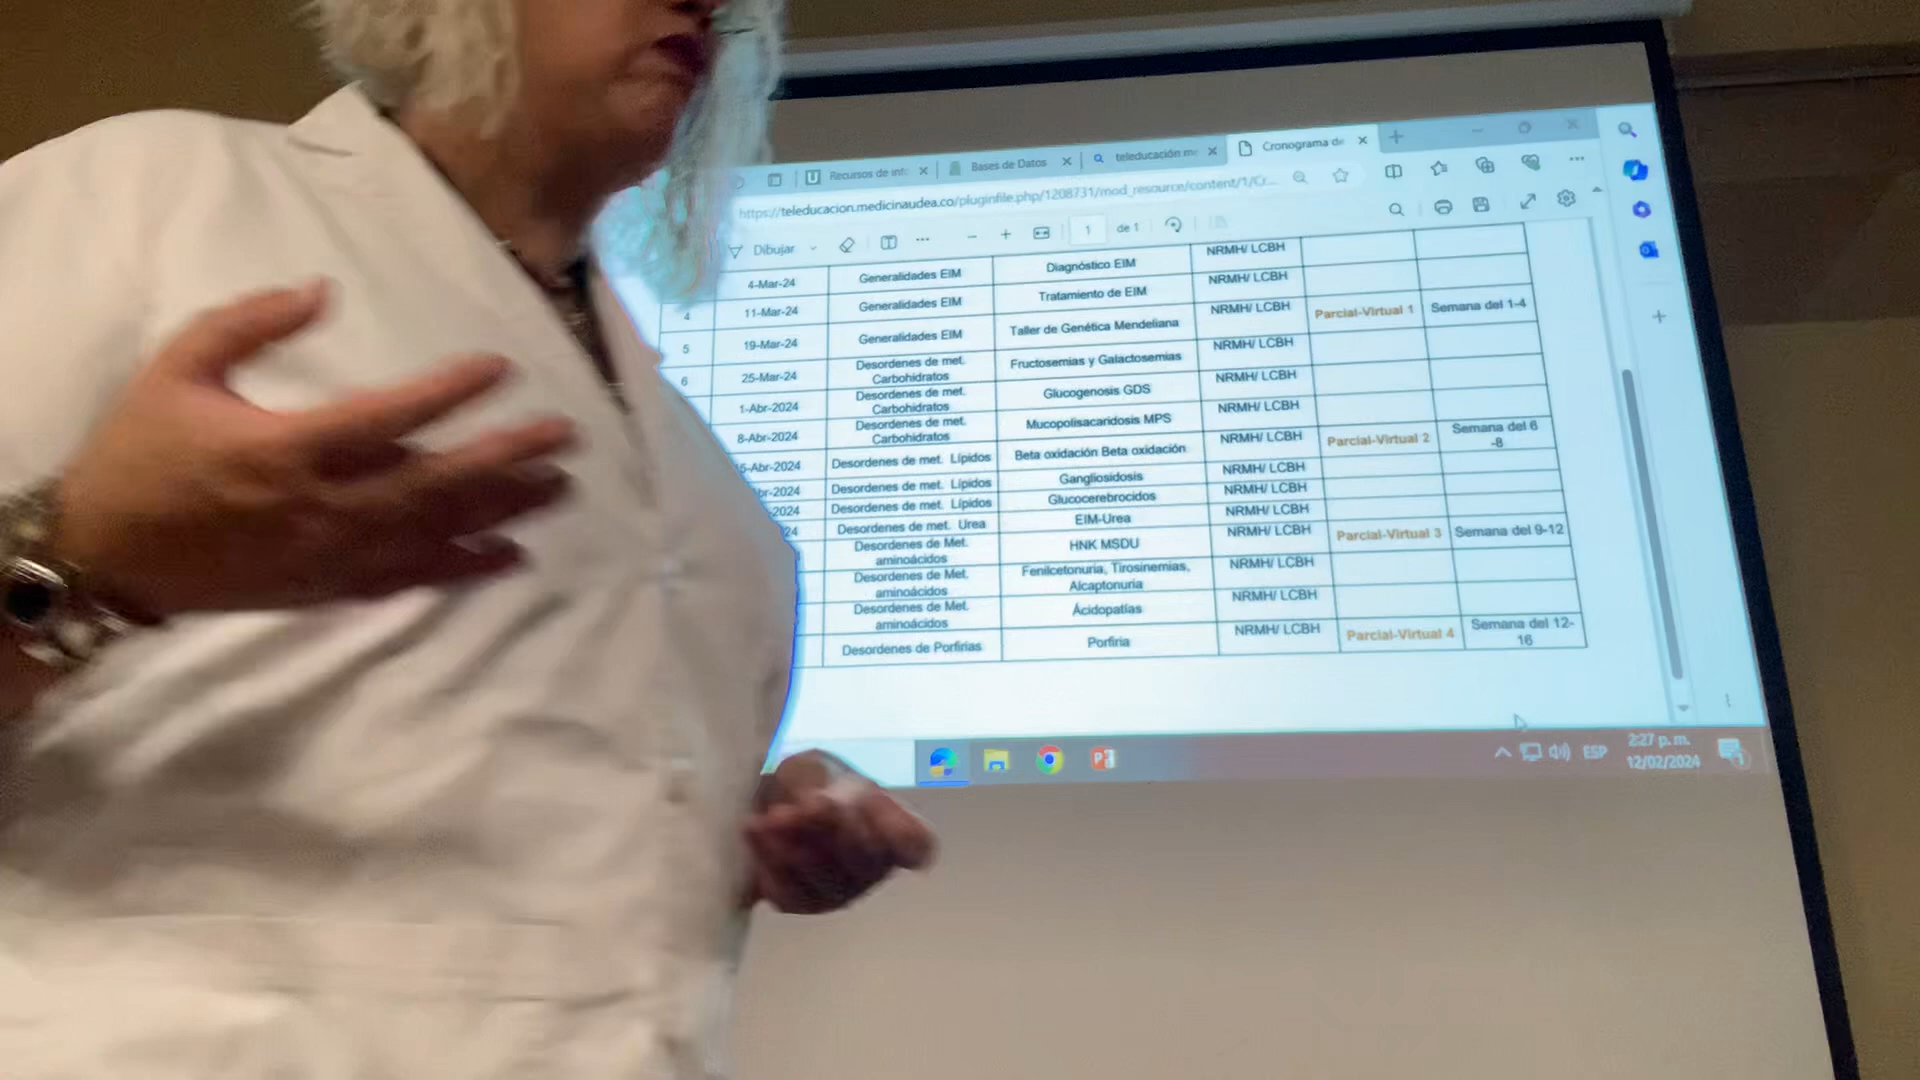 Recursos de inf
Bases de Datos
teleducación me
Cronograma de
https://teleducacion.medicinaudea.co/pluginfile.php/1208731/mod_resource/content/1/Cr...
Dibujar
1
de 1
NRMH/ LCBH
4-Mar-24 Generalidades EIM Diagnóstico EIM NRMH/ LCBH
4 11-Mar-24 Generalidades EIM Tratamiento de EIM NRMH/ LCBH Parcial-Virtual 1 Semana del 1-4
5 19-Mar-24 Generalidades EIM Taller de Genética Mendeliana NRMH/ LCBH
6 25-Mar-24 Desordenes de met.
Carbohidratos
Fructosemias y Galactosemias NRMH/ LCBH
1-Abr-2024 Desordenes de met.
Carbohidratos
Glucogenosis GDS NRMH/ LCBH
8-Abr-2024 Desordenes de met.
Carbohidratos
Mucopolisacaridosis MPS NRMH/ LCBH Parcial-Virtual 2 Semana del 6
-8
5-Abr-2024 Desordenes de met. Lípidos Beta oxidación Beta oxidación NRMH/ LCBH
br-2024 Desordenes de met. Lípidos Gangliosidosis NRMH/ LCBH
2024 Desordenes de met. Lípidos Glucocerebrocidos NRMH/ LCBH
24 Desordenes de met. Urea EIM-Urea NRMH/ LCBH Parcial-Virtual 3 Semana del 9-12
Desordenes de Met.
aminoácidos
HNK MSDU NRMH/ LCBH
Desordenes de Met.
aminoácidos
Fenilcetonuria, Tirosinemias,
Alcaptonuria
NRMH/ LCBH
Desordenes de Met.
aminoácidos
Ácidopatías
Desordenes de Porfirias Porfiria NRMH/ LCBH Parcial-Virtual 4 Semana del 12-
16
ESP
2:27 p. m.
12/02/2024